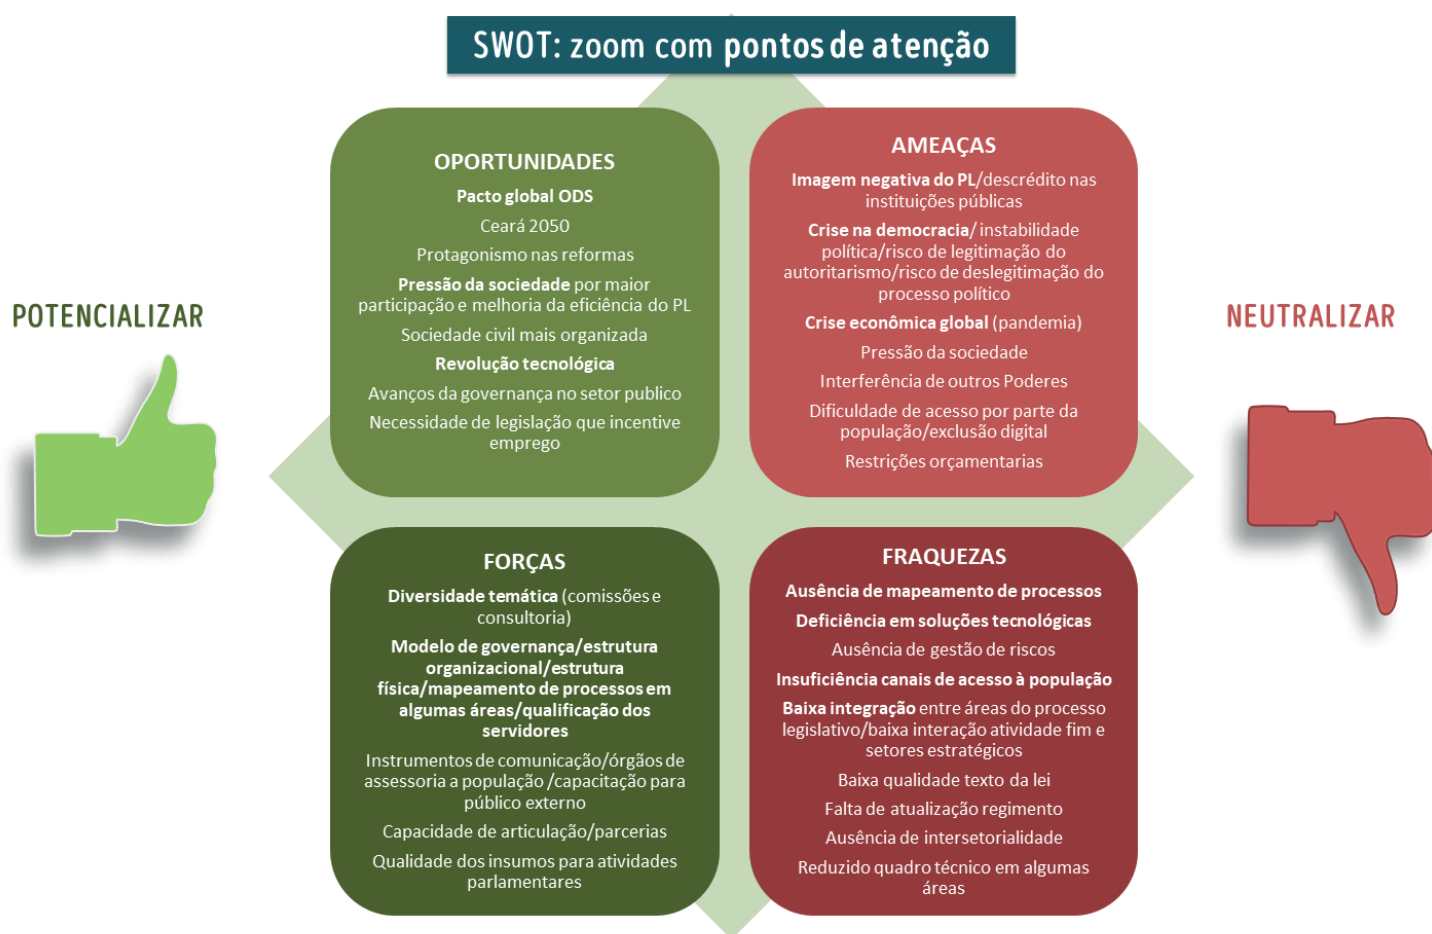 SWOT: zoom com pontos de atenção
POTENCIALIZAR
OPORTUNIDADES
Pacto global ODS
Ceará 2050
Protagonismo nas reformas
Pressão da sociedade por maior
participação e melhoria da eficiência do PL
Sociedade civil mais organizada
Revolução tecnológica
Avanços da governança no setor publico
Necessidade de legislação que incentive
emprego
AMEAÇAS
Imagem negativa do PL/descrédito nas
instituições públicas
Crise na democracia/ instabilidade
política/risco de legitimação do
autoritarismo/risco de deslegitimação do
processo político
Crise econômica global (pandemia)
Pressão da sociedade
Interferência de outros Poderes
Dificuldade de acesso por parte da
população/exclusão digital
Restrições orçamentarias
NEUTRALIZAR
FORÇAS
Diversidade temática (comissões e
consultoria)
Modelo de governança/estrutura
organizacional/estrutura
física/mapeamento de processos em
algumas áreas/qualificação dos
servidores
Instrumentos de comunicação/órgãos de
assessoria a população /capacitação para
público externo
Capacidade de articulação/parcerias
Qualidade dos insumos para atividades
parlamentares
FRAQUEZAS
Ausência de mapeamento de processos
Deficiência em soluções tecnológicas
Ausência de gestão de riscos
Insuficiência canais de acesso à população
Baixa integração entre áreas do processo
legislativo/baixa interação atividade fim e
setores estratégicos
Baixa qualidade texto da lei
Falta de atualização regimento
Ausência de intersetorialidade
Reduzido quadro técnico em algumas
áreas